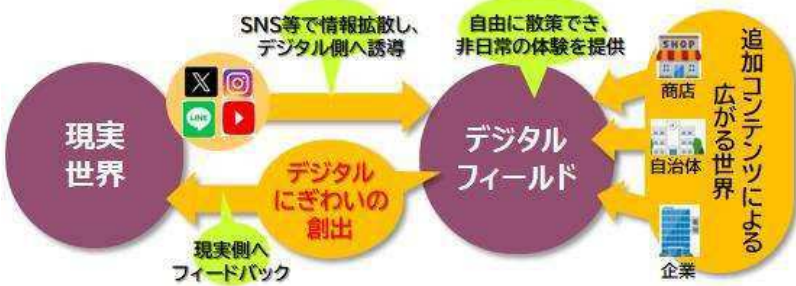 SNS等で情報拡散し、
デジタル側へ誘導
自由に散策でき、
非日常の体験を提供
現実
世界
X
LINE
デジタル
フィールド
デジタル
にぎわいの
創出
現実側へ
フィードバック
SHOP
商店
自治体
企業
追加コンテンツによる
広がる世界